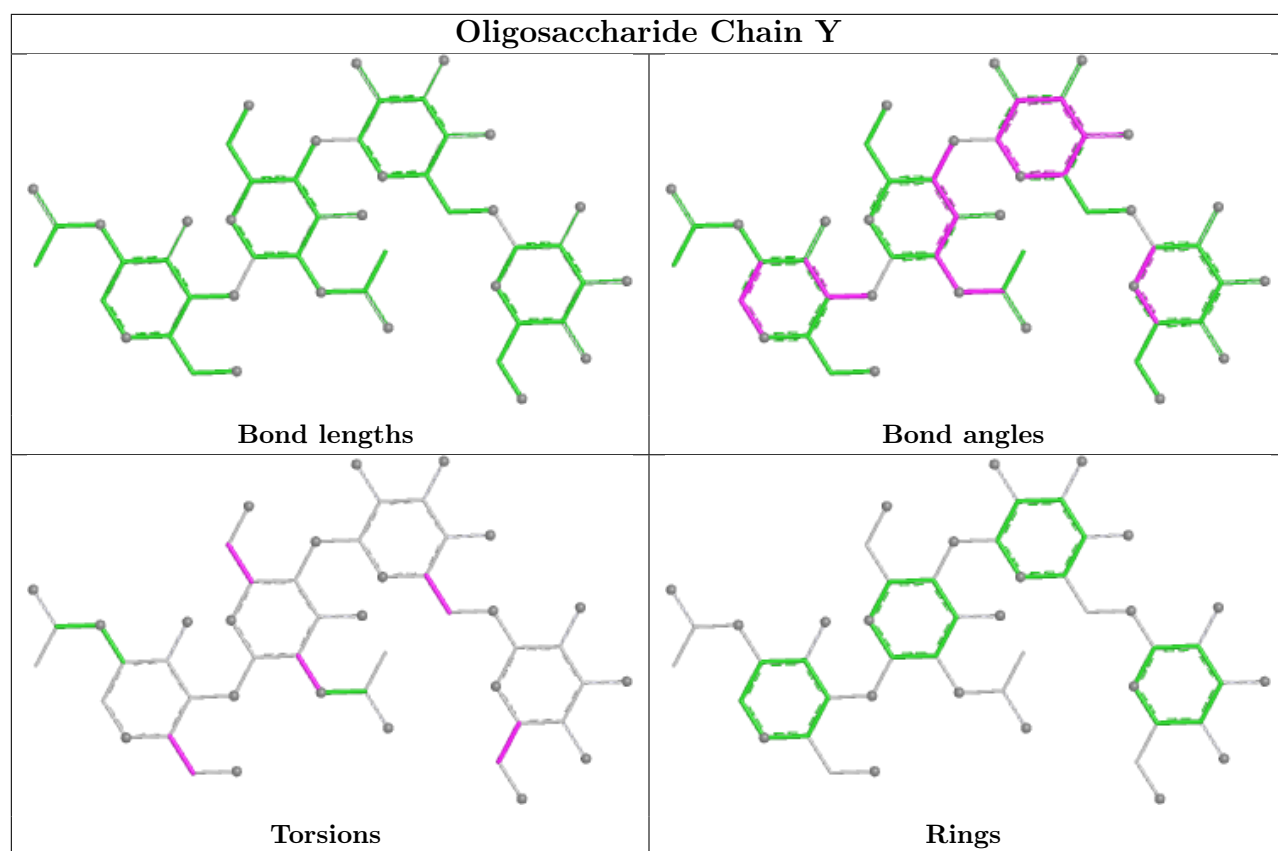 Oligosaccharide Chain Y
Bond lengths
Bond angles
Torsions
Rings